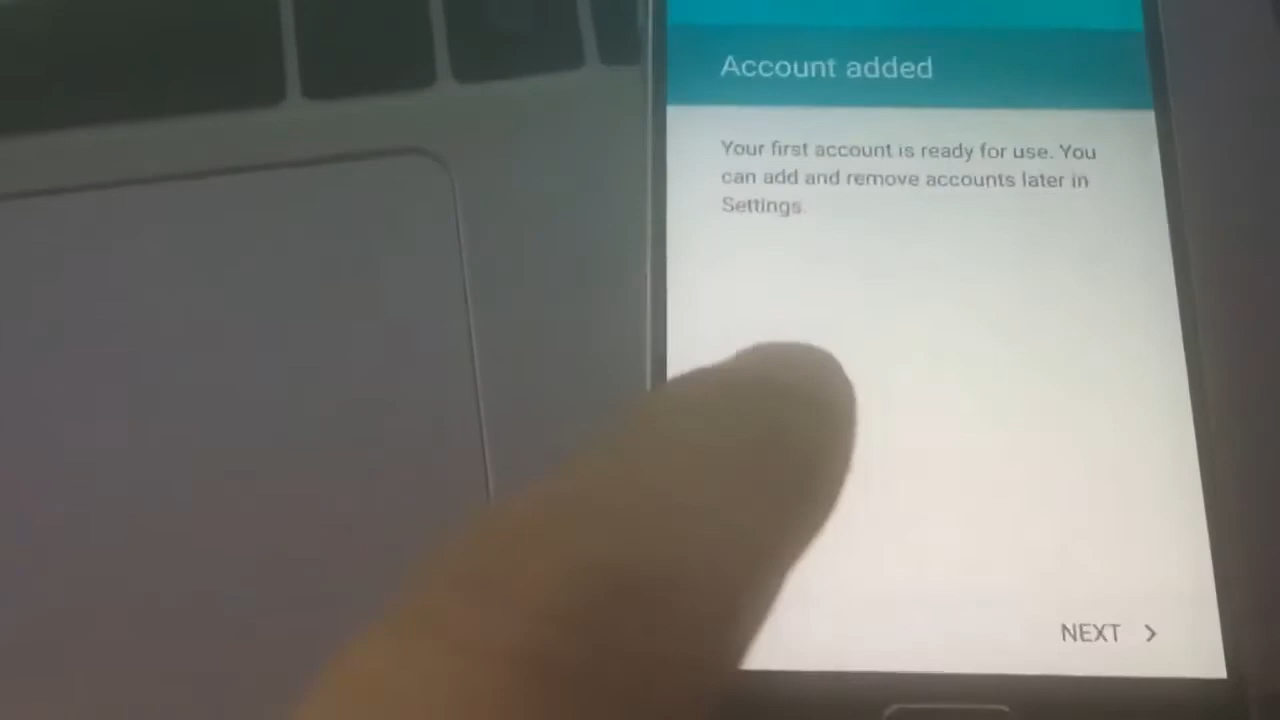 Account added
Your first account is ready for use. You
can add and remove accounts later in
Settings.
NEXT